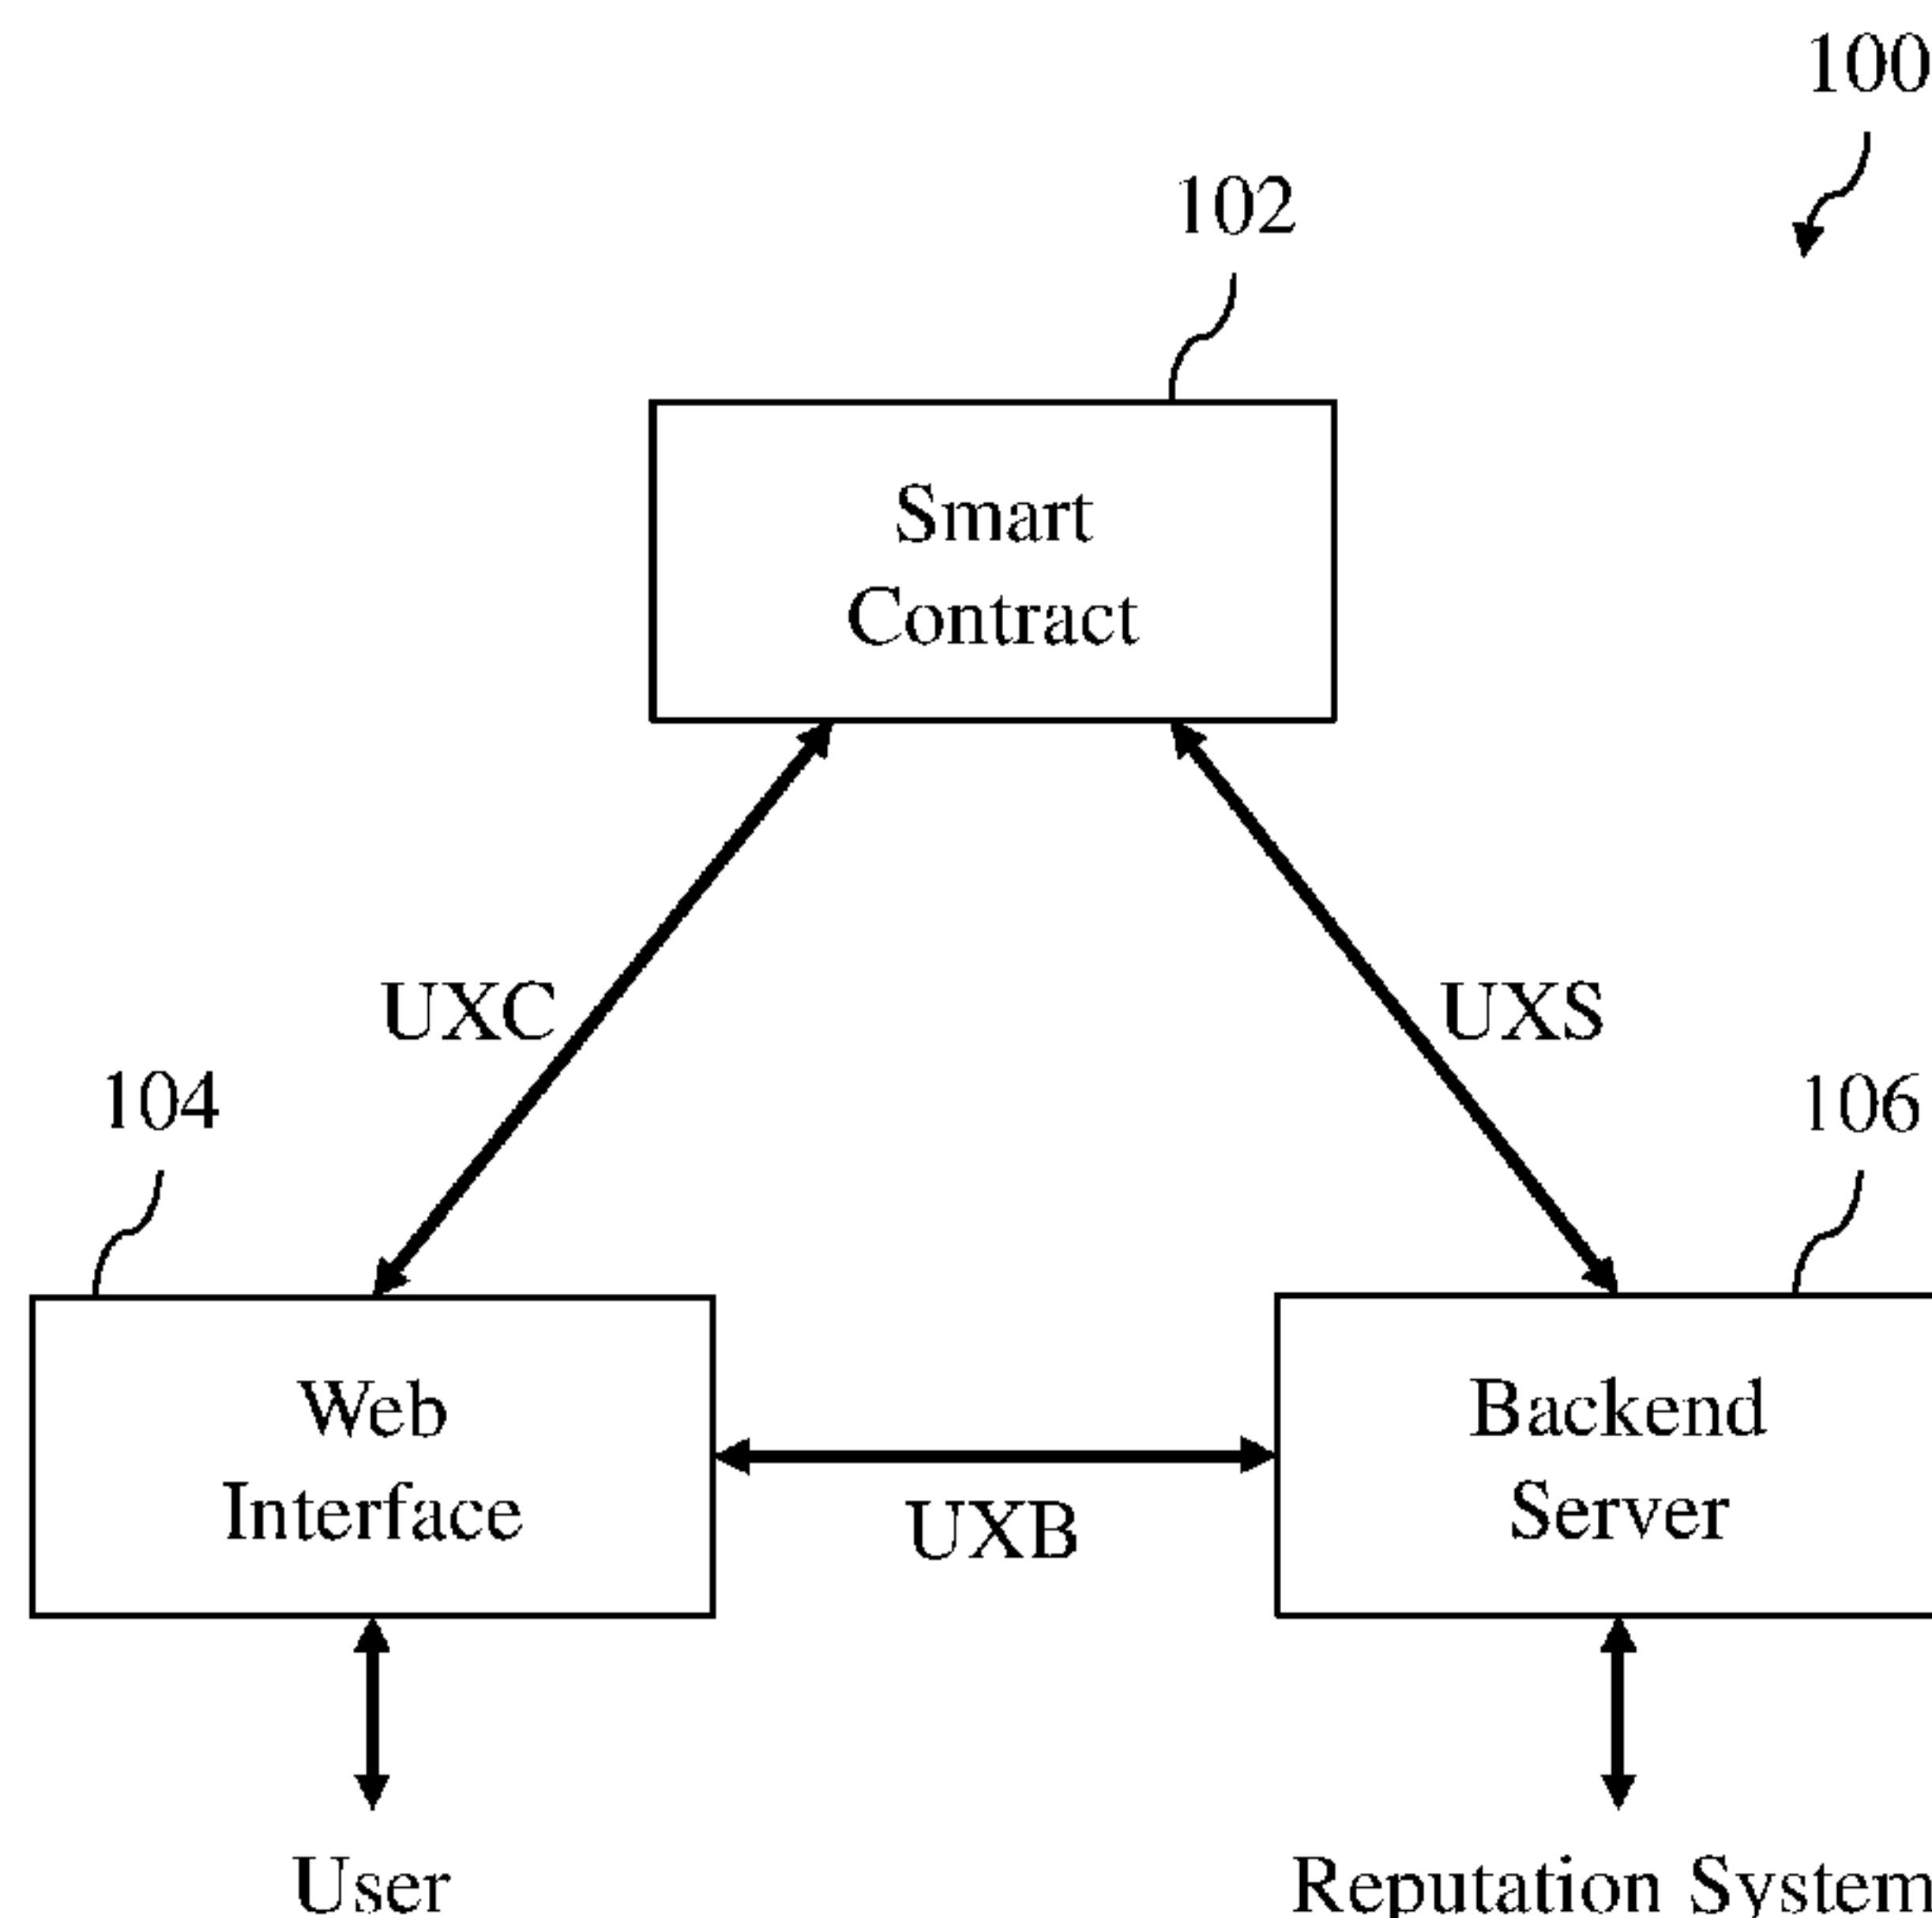 100
102
Smart
Contract
UXC
UXS
104
106
Web
Interface
Backend
Server
UXB
User
Reputation System